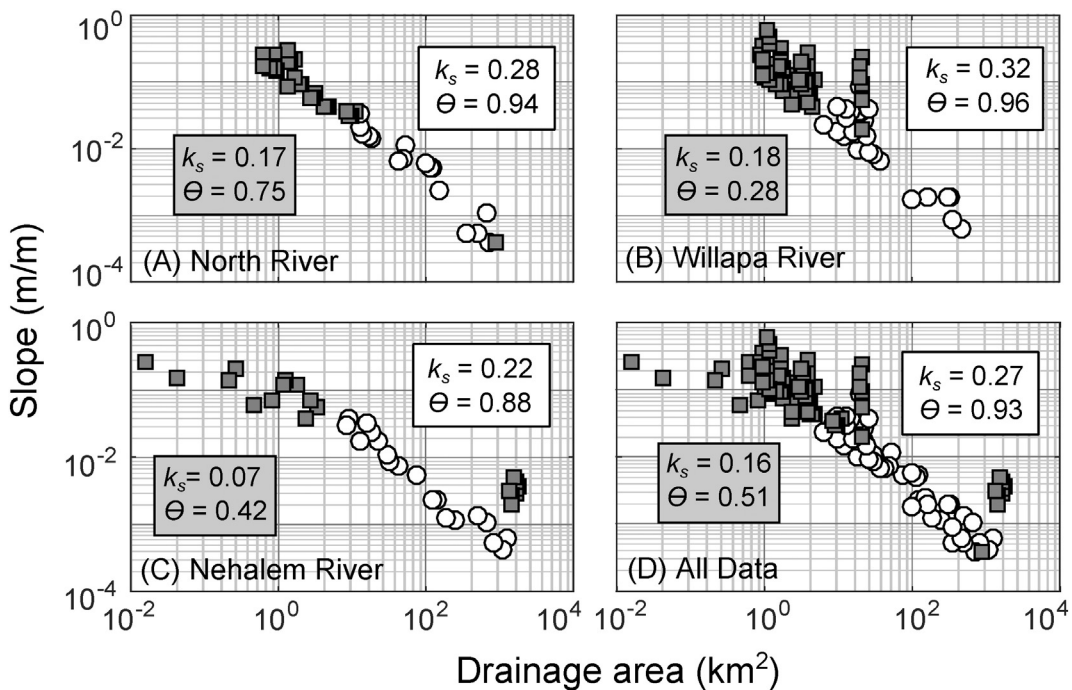 Slope (m/m)
10^0
10^-2
10^-4
k_s = 0.28
Ɵ = 0.94
k_s = 0.17
Ɵ = 0.75
(A) North River
k_s = 0.32
Ɵ = 0.96
k_s = 0.18
Ɵ = 0.28
(B) Willapa River
10^0
10^-2
10^-4
k_s = 0.22
Ɵ = 0.88
k_s= 0.07
Ɵ = 0.42
(C) Nehalem River
k_s = 0.27
Ɵ = 0.93
k_s = 0.16
Ɵ = 0.51
(D) All Data
10^-2 10^0 10^2 10^4 10^-2 10^0 10^2 10^4
Drainage area (km^2)